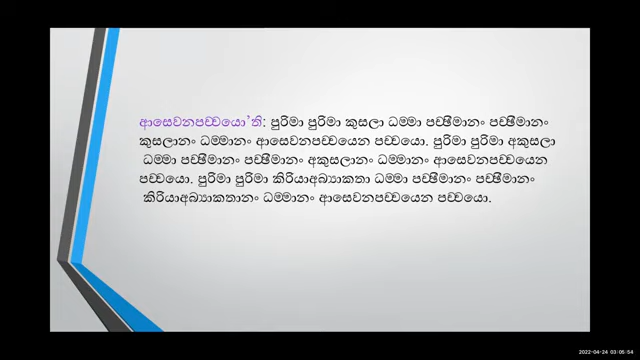 ආසෙවනපච්චයො'ති: පුරිමා පුරිමා කුසලා ධම්මා පච්ඡිමානං පච්ඡිමානං
කුසලානං ධම්මානං ආසෙවනපච්චයෙන පච්චයො. පුරිමා පුරිමා අකුසලා
ධම්මා පච්ඡිමානං පච්ඡිමානං අකුසලානං ධම්මානං ආසෙවනපච්චයෙන
පච්චයො. පුරිමා පුරිමා කිරියාඅබ්‍යාකතා ධම්මා පච්ඡිමානං පච්ඡිමානං
කිරියාඅබ්‍යාකතානං ධම්මානං ආසෙවනපච්චයෙන පච්චයො.
2022-04-24 03:05:54